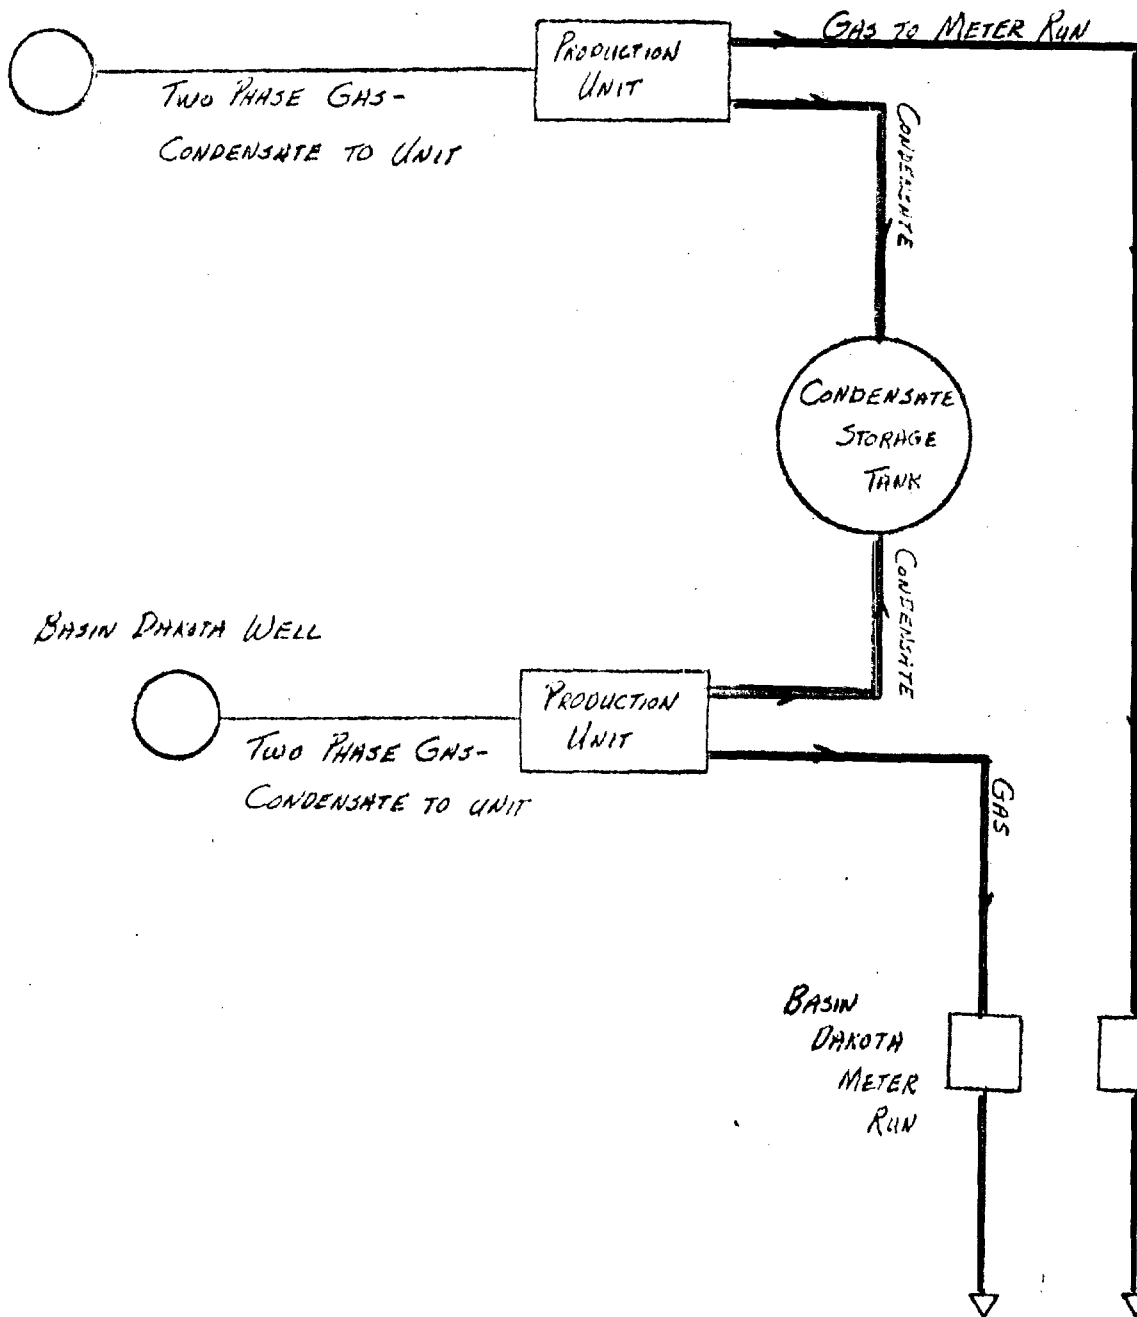 GAS TO METER RUN
PRODUCTION
UNIT
TWO PHASE GAS-
CONDENSATE TO UNIT
CONDENSATE
CONDENSATE
STORAGE
TANK
CONDENSATE
BASIN DAKOTA WELL
PRODUCTION
UNIT
TWO PHASE GAS-
CONDENSATE TO UNIT
GAS
BASIN
DAKOTA
METER
RUN